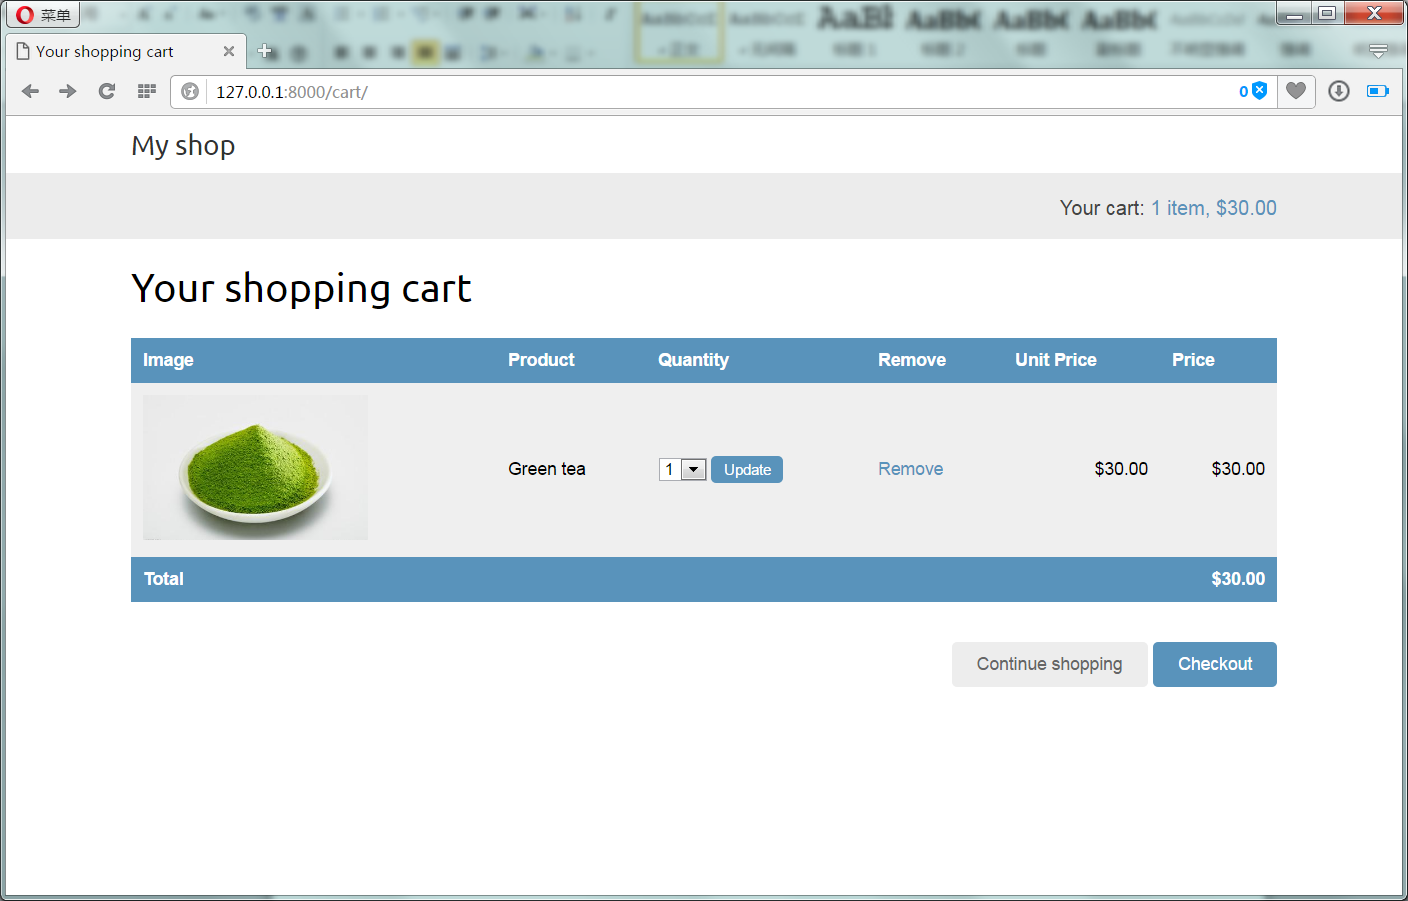 菜单
Your shopping cart
127.0.0.1:8000/cart/
0
My shop
Your cart: 1 item, $30.00
Your shopping cart
Image Product Quantity Remove Unit Price Price
Green tea 1 Update Remove $30.00 $30.00
Total $30.00
Continue shopping Checkout